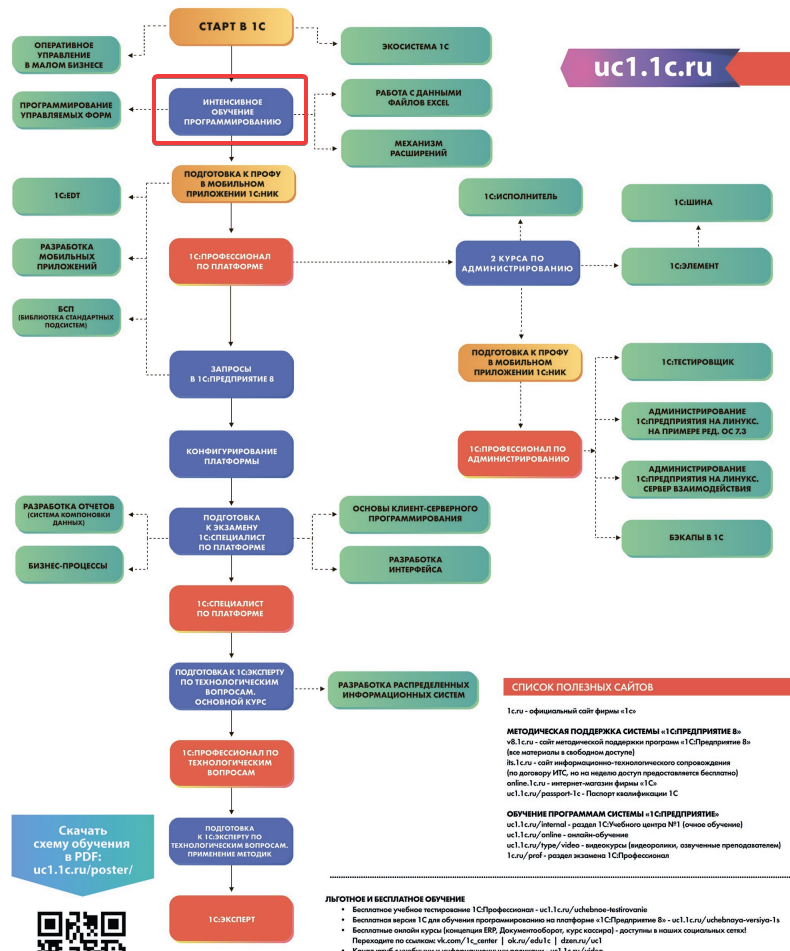 СТАРТ В 1С
ОПЕРАТИВНОЕ
УПРАВЛЕНИЕ
В МАЛОМ БИЗНЕСЕ
ЭКОСИСТЕМА 1С
uc1.1c.ru
ПРОГРАММИРОВАНИЕ
УПРАВЛЯЕМЫХ ФОРМ
ИНТЕНСИВНОЕ
ОБУЧЕНИЕ
ПРОГРАММИРОВАНИЮ
РАБОТА С ДАННЫМИ
ФАЙЛОВ EXCEL
МЕХАНИЗМ
РАСШИРЕНИЙ
ПОДГОТОВКА К ПРОФУ
В МОБИЛЬНОМ
ПРИЛОЖЕНИИ 1С:НИК
1С:EDT
1С:ИСПОЛНИТЕЛЬ
1С:ШИНА
РАЗРАБОТКА
МОБИЛЬНЫХ
ПРИЛОЖЕНИЙ
1С:ПРОФЕССИОНАЛ
ПО ПЛАТФОРМЕ
2 КУРСА ПО
АДМИНИСТРИРОВАНИЮ
1С:ЭЛЕМЕНТ
БСП
(БИБЛИОТЕКА СТАНДАРТНЫХ
ПОДСИСТЕМ)
ЗАПРОСЫ
В 1С:ПРЕДПРИЯТИЕ 8
ПОДГОТОВКА К ПРОФУ
В МОБИЛЬНОМ
ПРИЛОЖЕНИИ 1С:НИК
1С:ТЕСТИРОВЩИК
АДМИНИСТРИРОВАНИЕ
1С:ПРЕДПРИЯТИЯ НА ЛИНУКС.
НА ПРИМЕРЕ РЕД. ОС 7.3
КОНФИГУРИРОВАНИЕ
ПЛАТФОРМЫ
1С:ПРОФЕССИОНАЛ ПО
АДМИНИСТРИРОВАНИЮ
АДМИНИСТРИРОВАНИЕ
1С:ПРЕДПРИЯТИЯ НА ЛИНУКС.
СЕРВЕР ВЗАИМОДЕЙСТВИЯ
РАЗРАБОТКА ОТЧЕТОВ
(СИСТЕМА КОМПОНОВКИ
ДАННЫХ)
ПОДГОТОВКА
К ЭКЗАМЕНУ
1С:СПЕЦИАЛИСТ
ПО ПЛАТФОРМЕ
ОСНОВЫ КЛИЕНТ-СЕРВЕРНОГО
ПРОГРАММИРОВАНИЯ
БЭКАПЫ В 1С
БИЗНЕС-ПРОЦЕССЫ
РАЗРАБОТКА
ИНТЕРФЕЙСА
1С:СПЕЦИАЛИСТ
ПО ПЛАТФОРМЕ
ПОДГОТОВКА К 1С:ЭКСПЕРТУ
ПО ТЕХНОЛОГИЧЕСКИМ
ВОПРОСАМ.
ОСНОВНОЙ КУРС
РАЗРАБОТКА РАСПРЕДЕЛЕННЫХ
ИНФОРМАЦИОННЫХ СИСТЕМ
1С:ПРОФЕССИОНАЛ ПО
ТЕХНОЛОГИЧЕСКИМ
ВОПРОСАМ
ПОДГОТОВКА
К 1С:ЭКСПЕРТУ ПО
ТЕХНОЛОГИЧЕСКИМ ВОПРОСАМ.
ПРИМЕНЕНИЕ МЕТОДИК
1С:ЭКСПЕРТ
Скачать
схему обучения
в PDF:
uc1.1c.ru/poster/
СПИСОК ПОЛЕЗНЫХ САЙТОВ
1c.ru - официальный сайт фирмы «1с»
МЕТОДИЧЕСКАЯ ПОДДЕРЖКА СИСТЕМЫ «1С:ПРЕДПРИЯТИЕ 8»
v8.1c.ru - сайт методической поддержки программ «1С:Предприятие 8»
(все материалы в свободном доступе)
its.1c.ru - сайт информационно-технологического сопровождения
(по договору ИТС, но на неделю доступ предоставляется бесплатно)
online.1c.ru - интернет-магазин фирмы «1С»
uc1.1c.ru/passport-1c - Паспорт квалификации 1С
ОБУЧЕНИЕ ПРОГРАММАМ СИСТЕМЫ «1С:ПРЕДПРИЯТИЕ»
uc1.1c.ru/internal - раздел 1С:Учебного центра №1 (очное обучение)
uc1.1c.ru/online - онлайн-обучение
uc1.1c.ru/type/video - видеокурсы (видеоролики, озвученные преподавателем)
1c.ru/prof - раздел экзамена 1С:Профессионал
ЛЬГОТНОЕ И БЕСПЛАТНОЕ ОБУЧЕНИЕ
• Бесплатное учебное тестирование 1С:Профессионал - uc1.1c.ru/uchebnoe-testirovanie
• Бесплатная версия 1С для обучения программированию на платформе «1С:Предприятие 8» - uc1.1c.ru/uchebnaya-versiya-1s
• Бесплатные онлайн курсы (концепция ERP, Документооборот, курс кассира) - доступны в наших социальных сетях!
Переходите по ссылкам: vk.com/1c_center | ok.ru/edu1c | dzen.ru/uc1